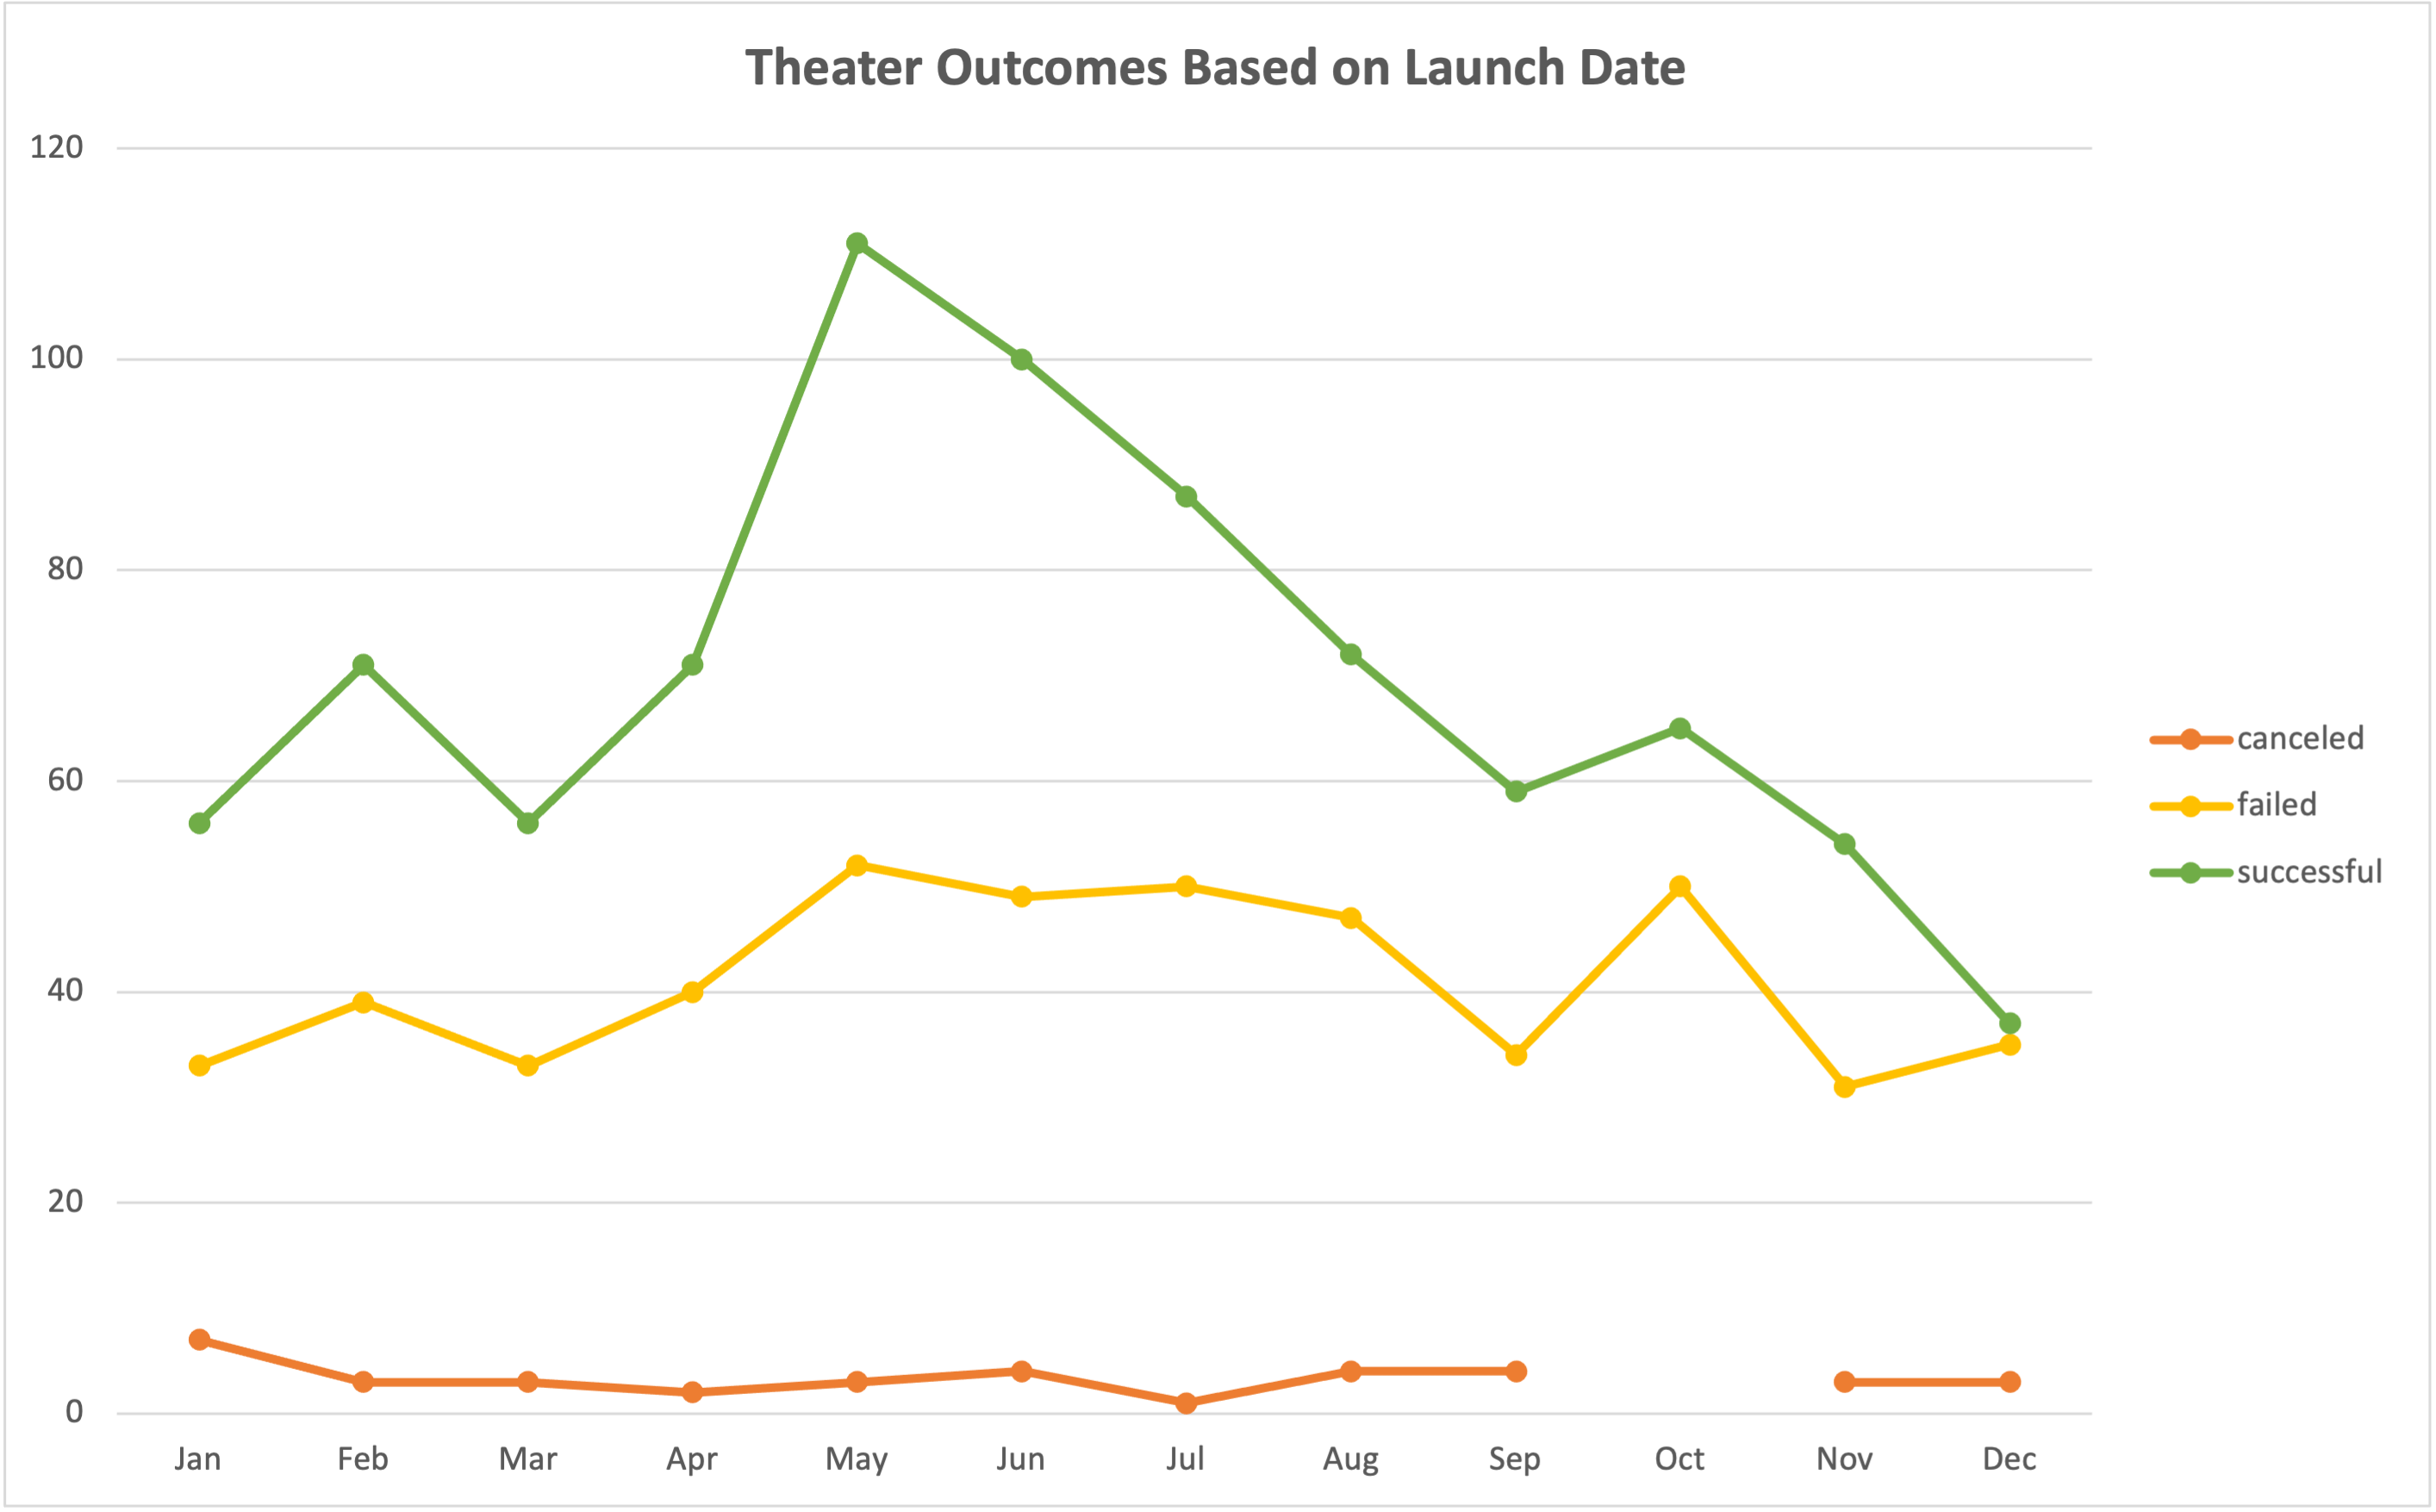 Theater Outcomes Based on Launch Date
120
100
80
60
40
20
0
Jan Feb Mar Apr May Jun Jul Aug Sep Oct Nov Dec
canceled
failed
successful